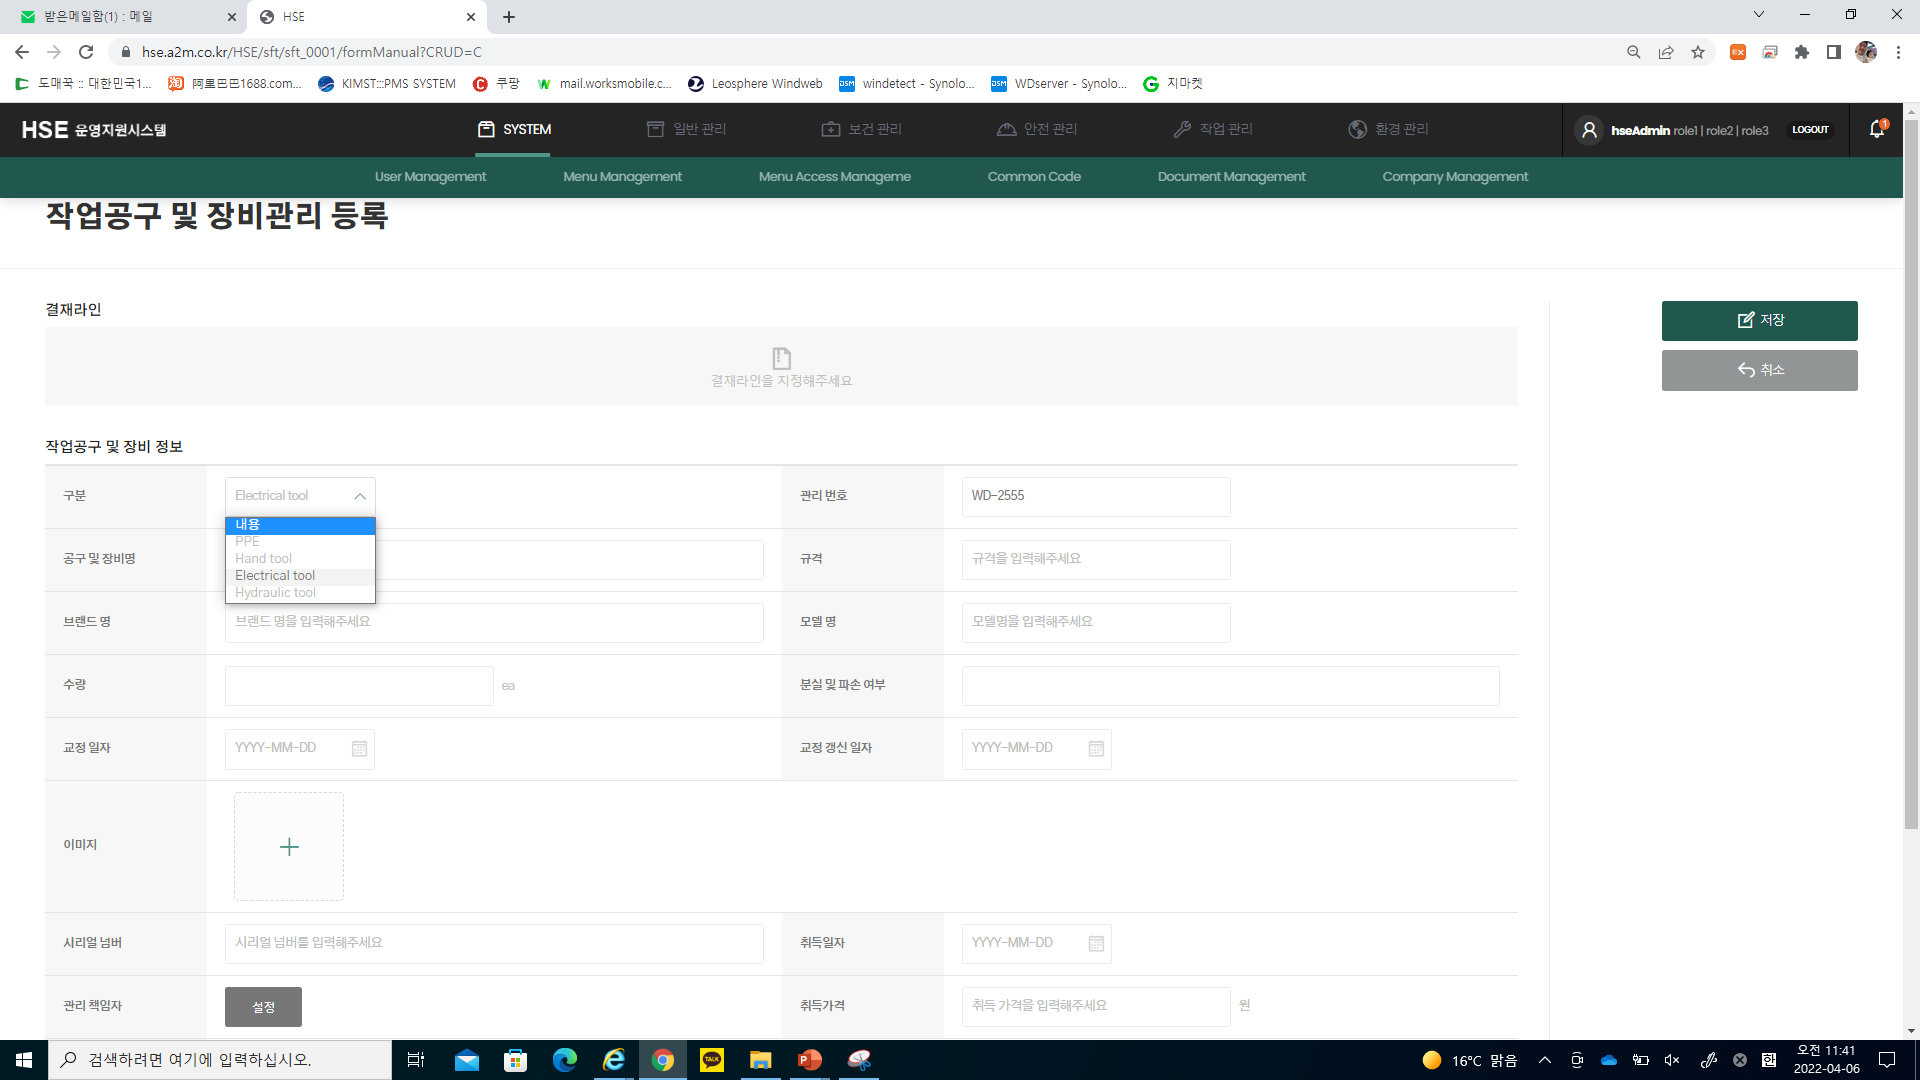 받은메일함(1) : 메일
HSE
hse.a2m.co.kr/HSE/sft/sft_0001/formManual?CRUD=C
도매꾹 :: 대한민국1...
阿里巴巴1688.com...
KIMST:::PMS SYSTEM
쿠팡
mail.worksmobile.c...
Leosphere Windweb
windetect - Synolo...
WDserver - Synolo...
지마켓
HSE 운영지원시스템
SYSTEM
일반 관리
보건 관리
안전 관리
작업 관리
환경 관리
hseAdmin role1 | role2 | role3
LOGOUT
1
User Management
Menu Management
Menu Access Manageme
Common Code
Document Management
Company Management
작업공구 및 장비관리 등록
결재라인
저장
결재라인을 지정해주세요
취소
작업공구 및 장비 정보
구분
Electrical tool
관리 번호
WD-2555
내용
PPE
Hand tool
Electrical tool
Hydraulic tool
공구 및 장비명
규격
규격을 입력해주세요
브랜드 명
브랜드 명을 입력해주세요
모델 명
모델명을 입력해주세요
수량
ea
분실 및 파손 여부
교정 일자
YYYY-MM-DD
교정 갱신 일자
YYYY-MM-DD
이미지
시리얼 넘버
시리얼 넘버를 입력해주세요
취득일자
YYYY-MM-DD
관리 책임자
설정
취득가격
취득 가격을 입력해주세요
원
검색하려면 여기에 입력하십시오.
TALK
16°C 맑음
한
오전 11:41
2022-04-06